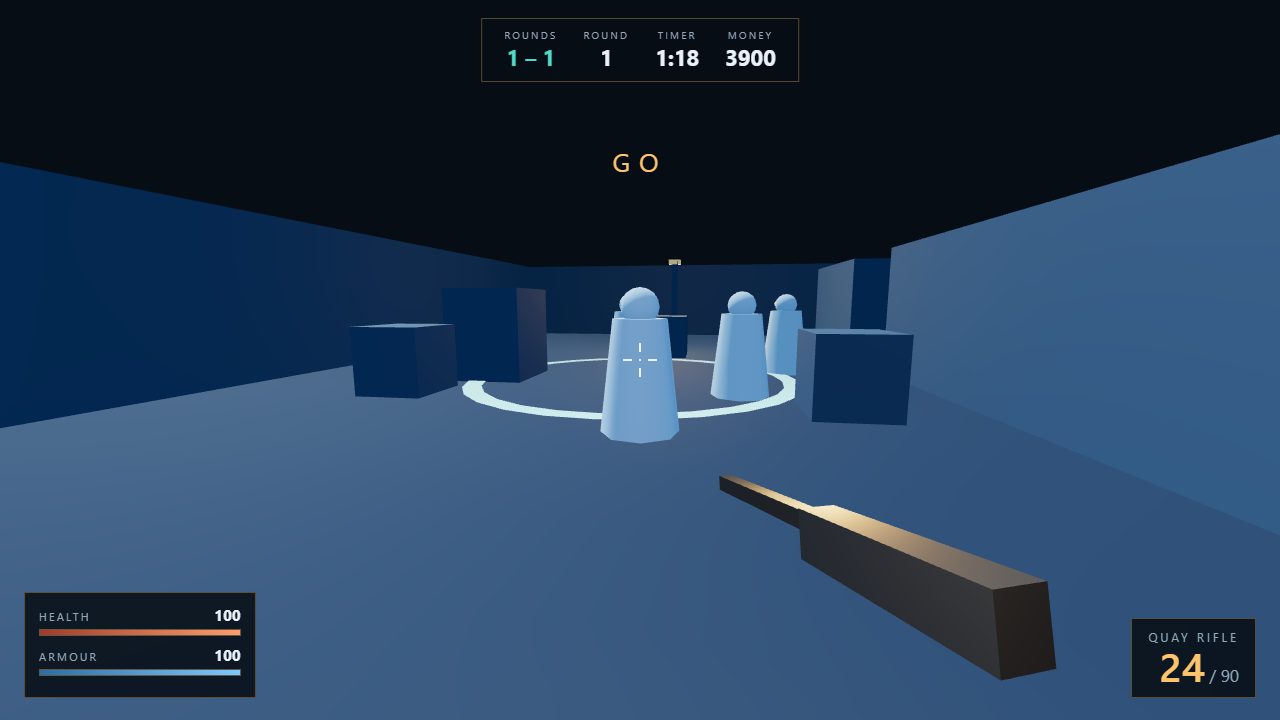 ROUNDS ROUND TIMER MONEY
1 – 1 1 1:18 3900
GO
HEALTH 100
ARMOUR 100
QUAY RIFLE
24 / 90